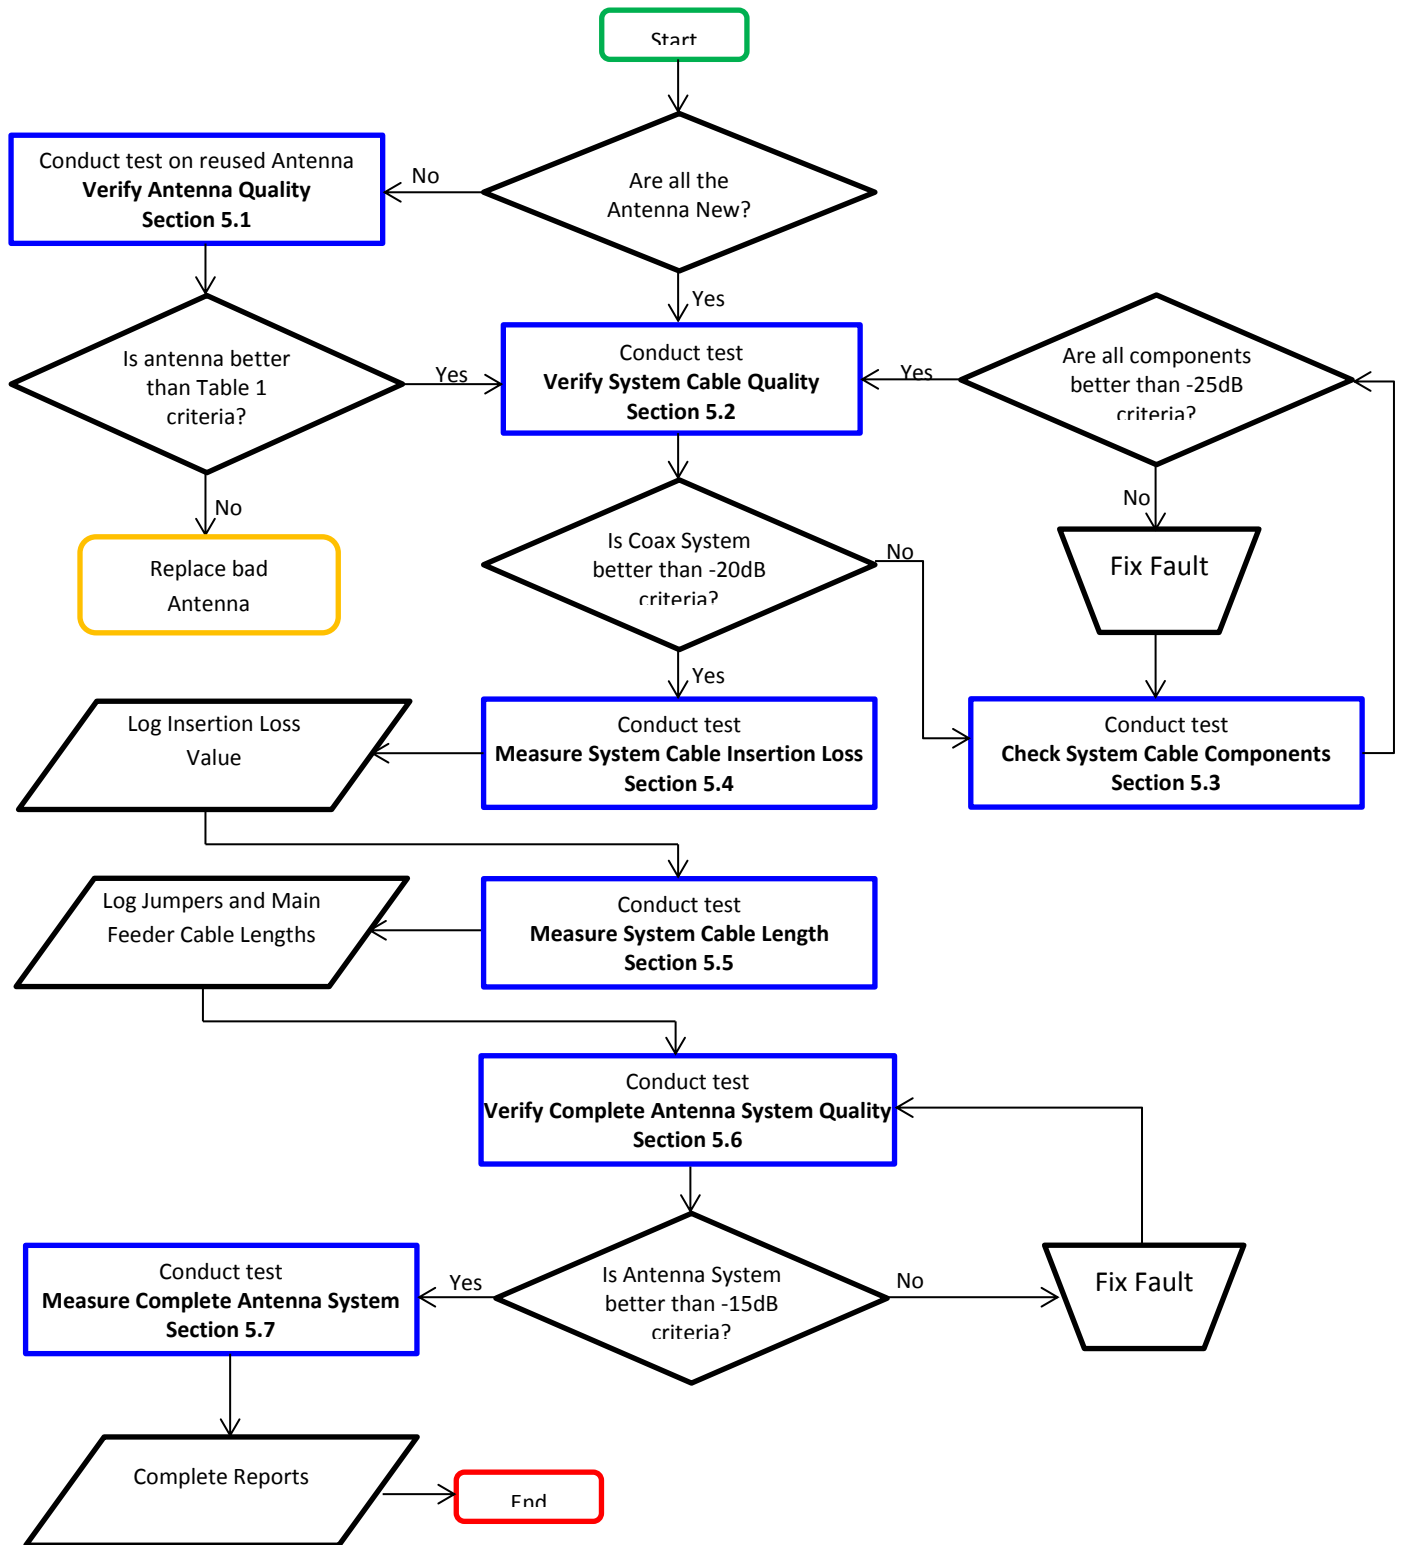 Start
Conduct test on reused Antenna
Verify Antenna Quality
Section 5.1
No
Are all the
Antenna New?
Yes
Is antenna better
than Table 1
criteria?
Yes
Conduct test
Verify System Cable Quality
Section 5.2
Yes
Are all components
better than -25dB
criteria?
No
Replace bad
Antenna
Is Coax System
better than -20dB
criteria?
No
No
Fix Fault
Yes
Log Insertion Loss
Value
Conduct test
Measure System Cable Insertion Loss
Section 5.4
Conduct test
Check System Cable Components
Section 5.3
Log Jumpers and Main
Feeder Cable Lengths
Conduct test
Measure System Cable Length
Section 5.5
Conduct test
Verify Complete Antenna System Quality
Section 5.6
Conduct test
Measure Complete Antenna System
Section 5.7
Yes
Is Antenna System
better than -15dB
criteria?
No
Fix Fault
Complete Reports
End